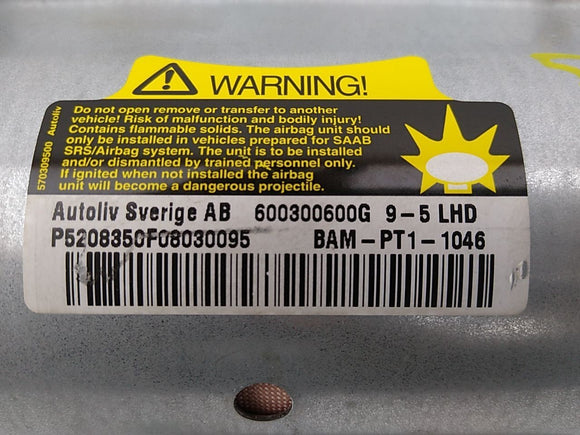 WARNING!
Do not open remove or transfer to another
vehicle! Risk of malfunction and bodily injury!
Contains flammable solids. The airbag unit should
only be installed in vehicles prepared for SAAB
SRS/Airbag system. The unit is to be installed
and/or dismantled by trained personnel only.
If ignited when not installed the airbag
unit will become a dangerous projectile.
570309500 Autoliv
Autoliv Sverige AB 600300600G 9-5 LHD
P5208350F08030095 BAM-PT1-1046